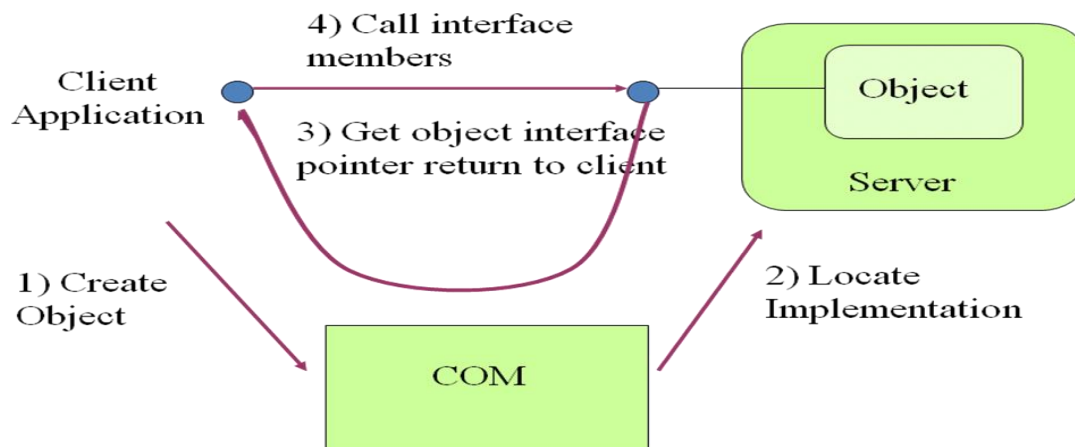 4) Call interface
members
Client
Application
Object
3) Get object interface
pointer return to client
Server
1) Create
Object
2) Locate
Implementation
COM